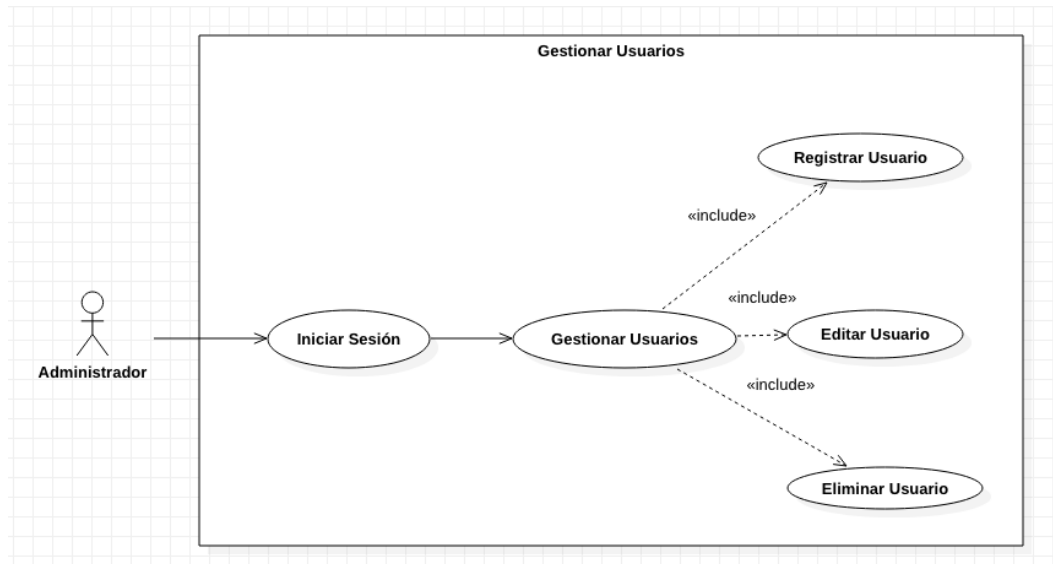 Gestionar Usuarios
Registrar Usuario
«include»
«include»
Iniciar Sesión
Gestionar Usuarios
Editar Usuario
Administrador
«include»
Eliminar Usuario